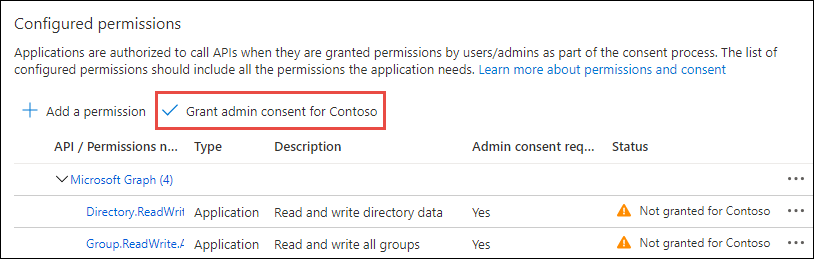 Configured permissions
Applications are authorized to call APIs when they are granted permissions by users/admins as part of the consent process. The list of
configured permissions should include all the permissions the application needs. Learn more about permissions and consent
Add a permission Grant admin consent for Contoso
API / Permissions n... Type Description Admin consent req... Status
Microsoft Graph (4) ...
Directory.ReadWrit Application Read and write directory data Yes Not granted for Contoso ...
Group.ReadWrite.A Application Read and write all groups Yes Not granted for Contoso ...